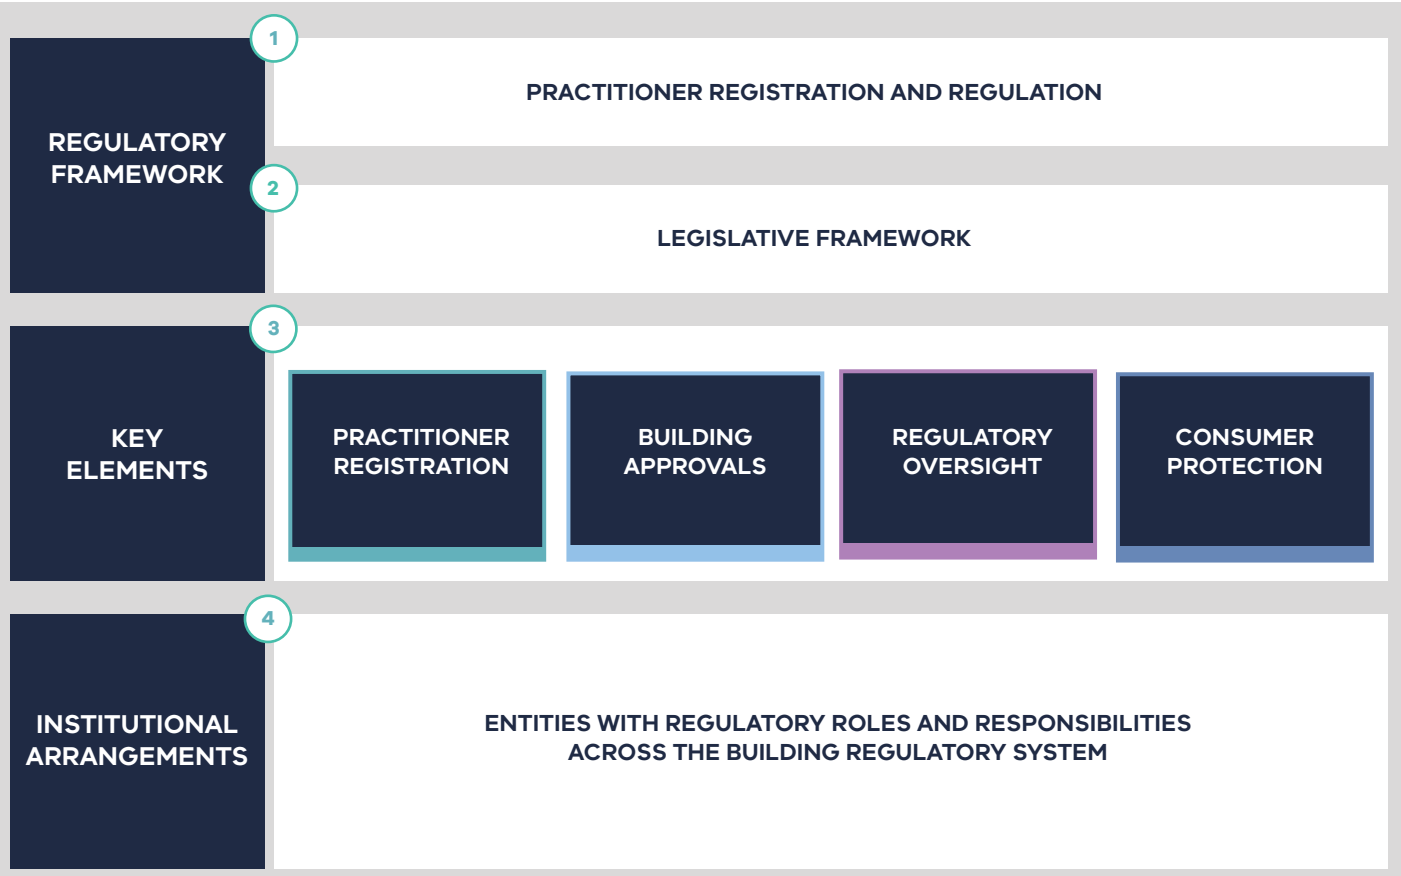 1
PRACTITIONER REGISTRATION AND REGULATION
REGULATORY
FRAMEWORK
2
LEGISLATIVE FRAMEWORK
3
KEY
ELEMENTS
PRACTITIONER
REGISTRATION
BUILDING
APPROVALS
REGULATORY
OVERSIGHT
CONSUMER
PROTECTION
4
INSTITUTIONAL
ARRANGEMENTS
ENTITIES WITH REGULATORY ROLES AND RESPONSIBILITIES
ACROSS THE BUILDING REGULATORY SYSTEM